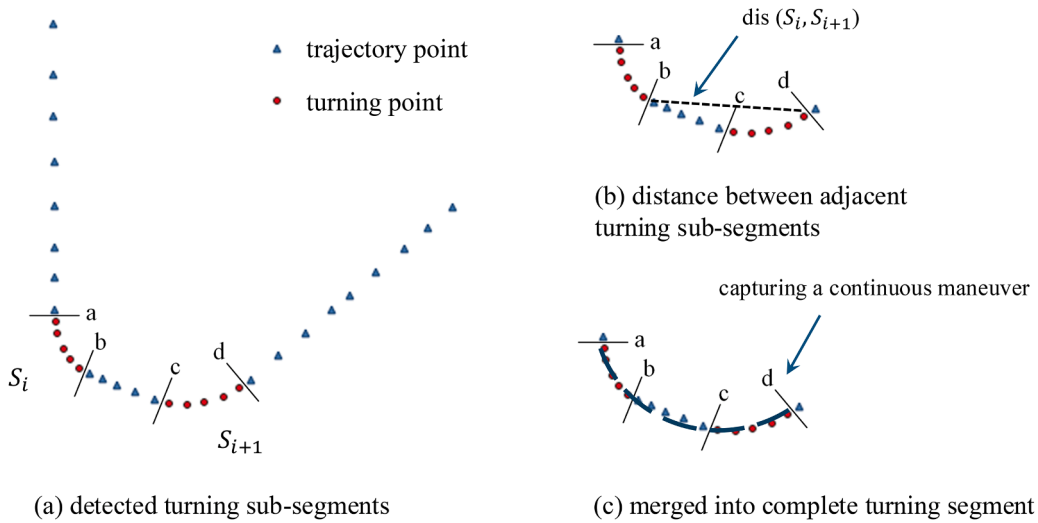 trajectory point
turning point
a
b
c
d
S_i
S_{i+1}
(a) detected turning sub-segments
dis (S_i, S_{i+1})
a
b
c
d
(b) distance between adjacent
turning sub-segments
capturing a continuous maneuver
a
b
c
d
(c) merged into complete turning segment